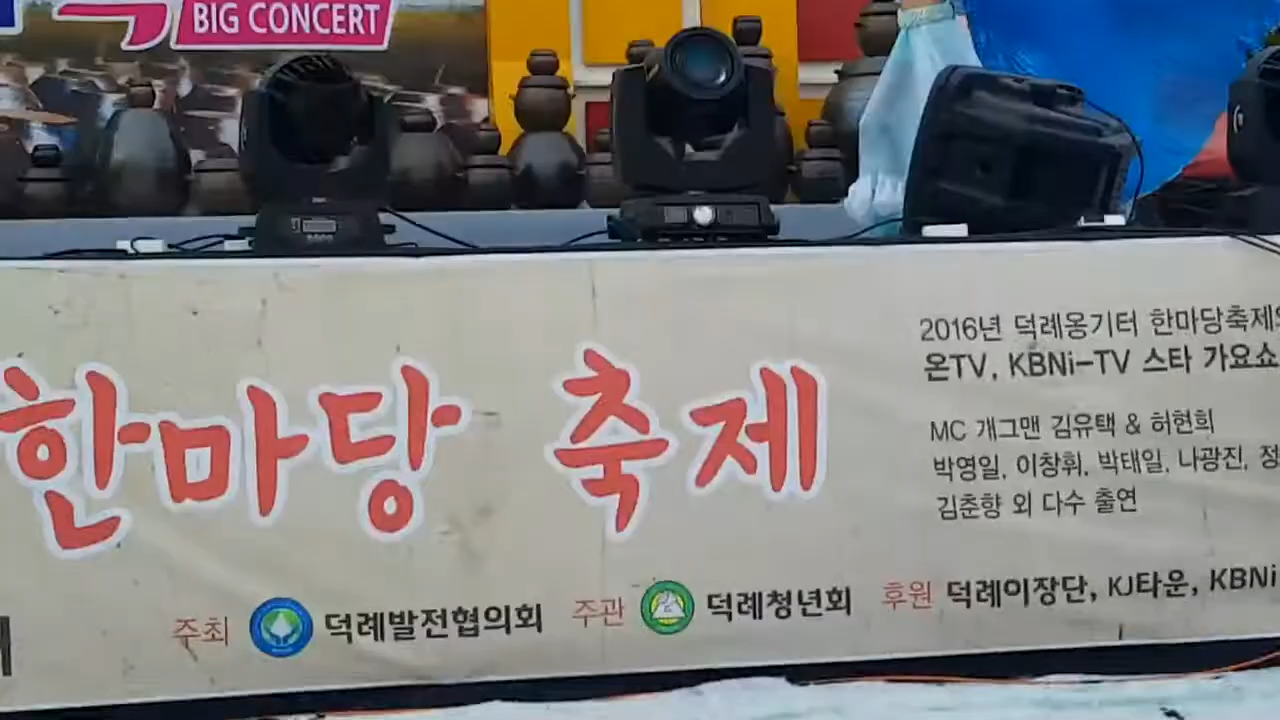 BIG CONCERT
한마당 축제
2016년 덕례옹기터 한마당축제
온TV, KBNi-TV 스타 가요쇼
MC 개그맨 김유택 & 허현희
박영일, 이창휘, 박태일, 나광진, 정
김춘향 외 다수 출연
주최 덕례발전협의회 주관 덕례청년회 후원 덕례이장단, KJ타운, KBNi